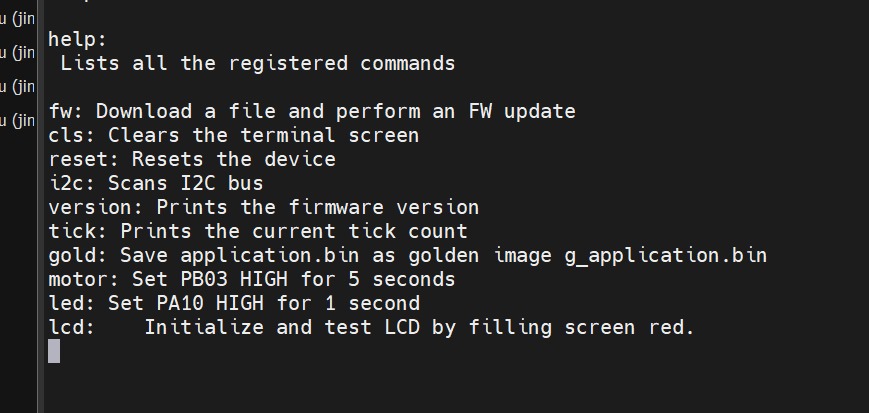 u (jin
u (jin
u (jin
u (jin
help:
 Lists all the registered commands
fw: Download a file and perform an FW update
cls: Clears the terminal screen
reset: Resets the device
i2c: Scans I2C bus
version: Prints the firmware version
tick: Prints the current tick count
gold: Save application.bin as golden image g_application.bin
motor: Set PB03 HIGH for 5 seconds
led: Set PA10 HIGH for 1 second
lcd:    Initialize and test LCD by filling screen red.